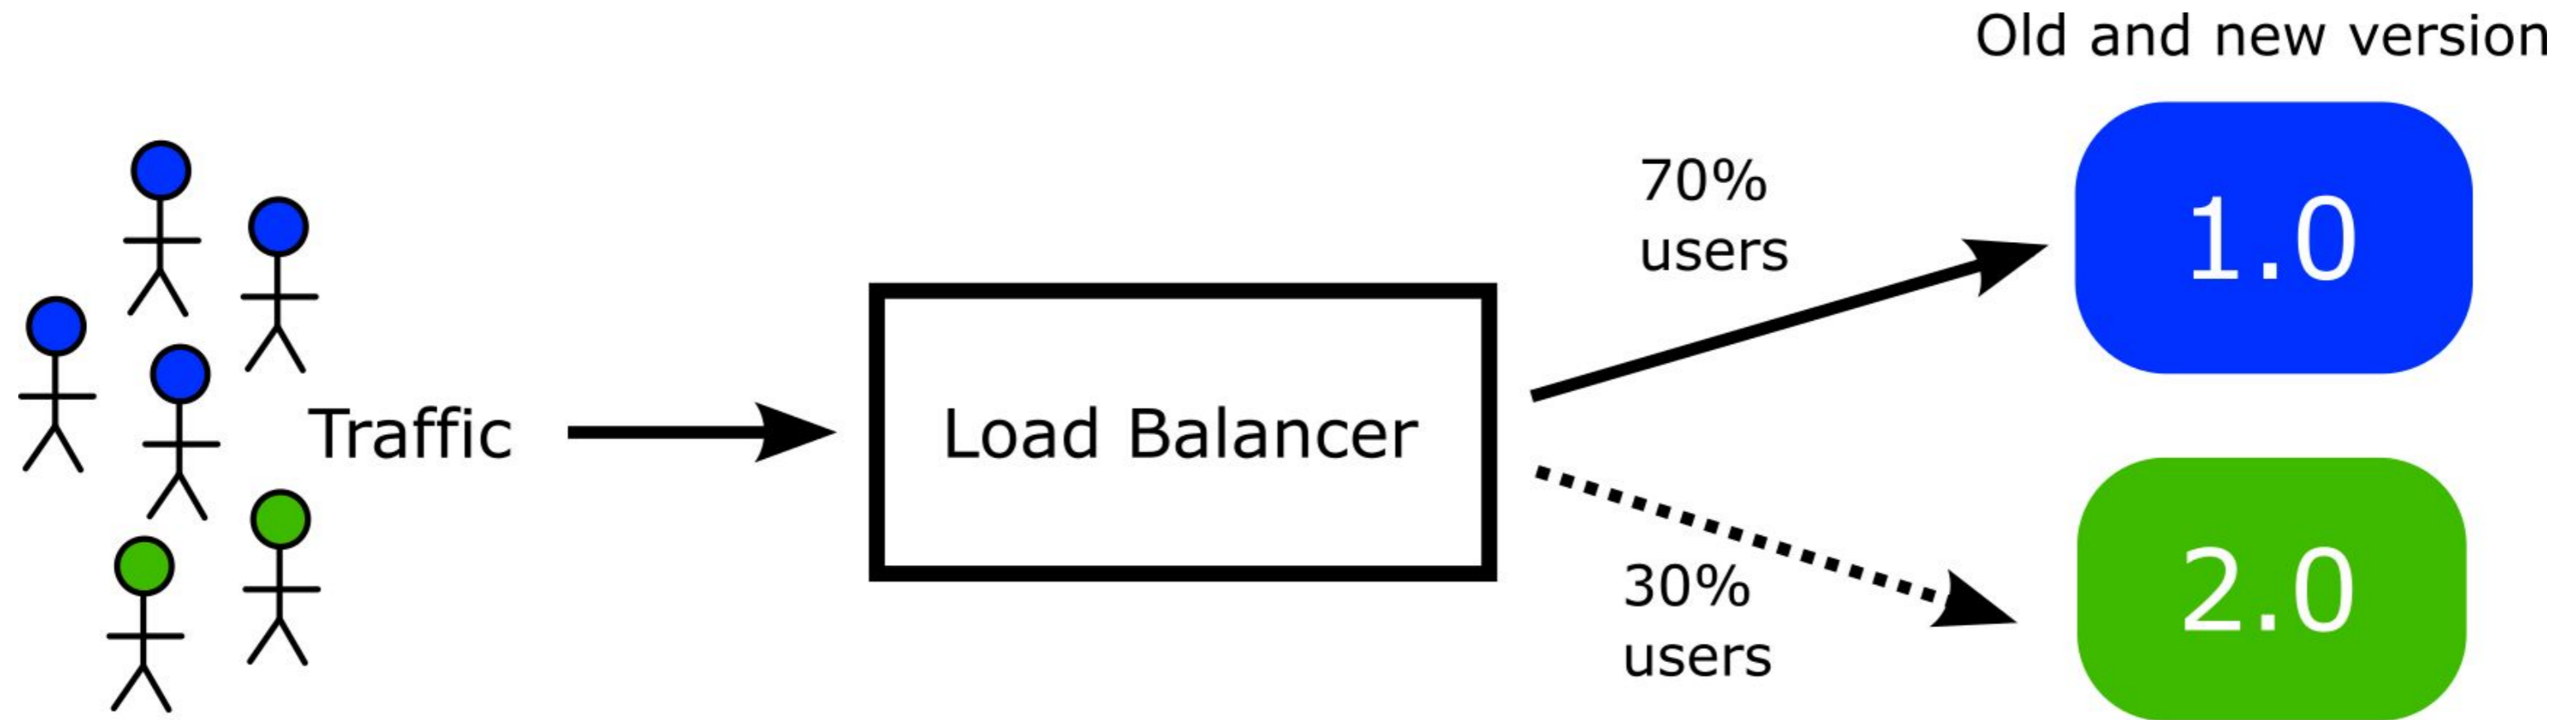 Old and new version
70%
users
1.0
Traffic
Load Balancer
30%
users
2.0